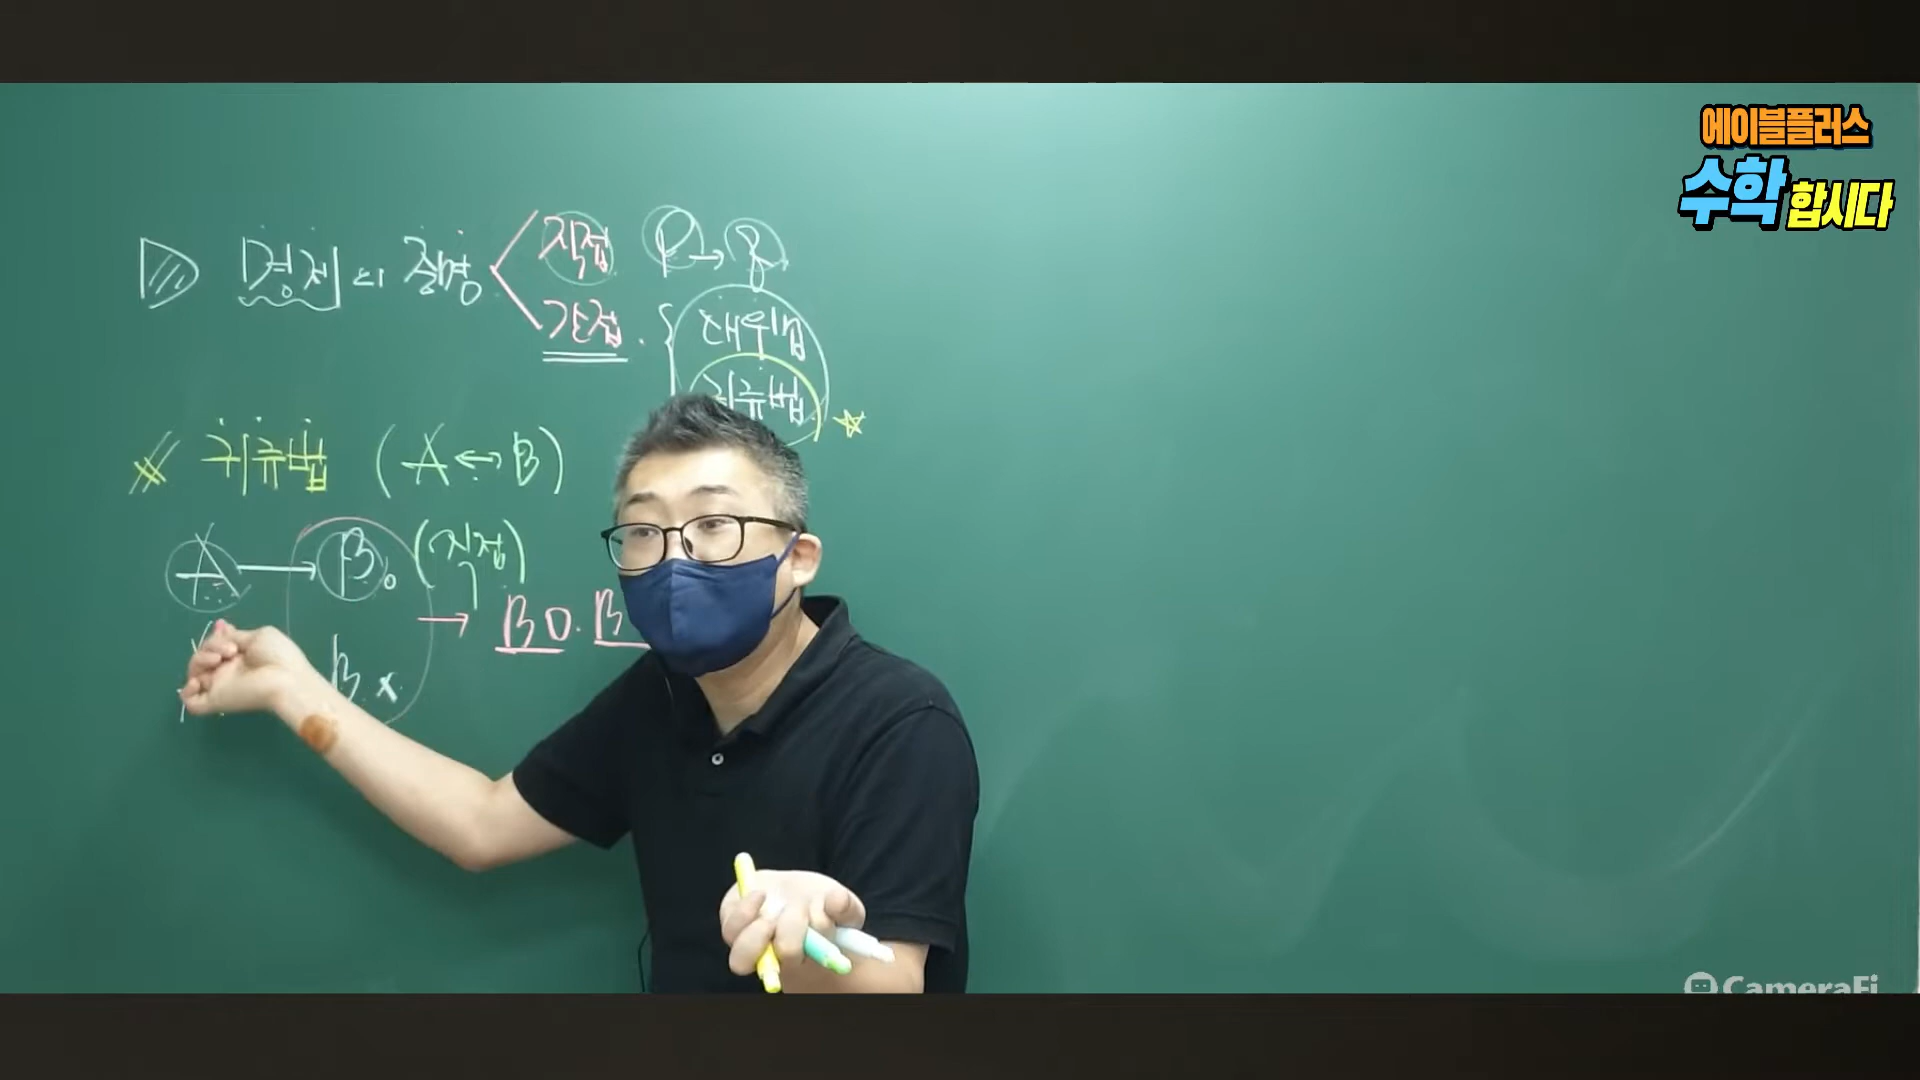 에이블플러스
수학 합시다
명제의 증명
직접 P → q
간접 · { 대우법
귀류법
귀류법 (A ↔ B)
A → B ○ (직접)
→ B O. B
B. x.
CameraFi